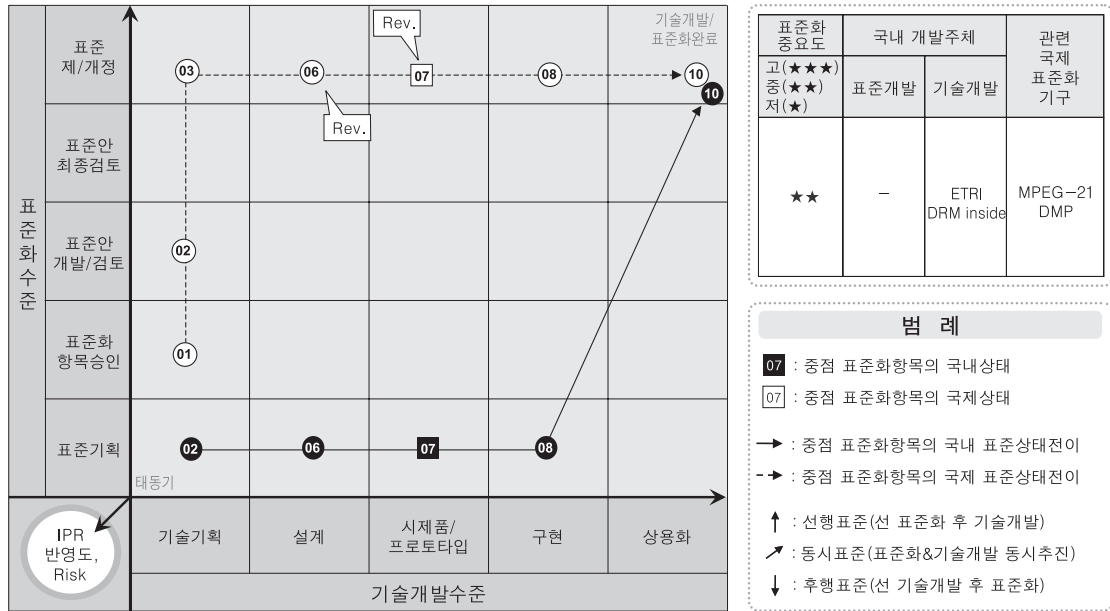 표준화수준
표준
제/개정
표준안
최종검토
표준안
개발/검토
표준화
항목승인
표준기획
기술개발/
표준화완료
Rev.
03
06
07
08
10
10
Rev.
02
01
02
06
07
08
태동기
IPR
반영도,
Risk
기술기획
설계
시제품/
프로토타입
구현
상용화
기술개발수준
표준화
중요도
국내 개발주체
관련
국제
표준화
기구
고(★★★)
중(★★)
저(★)
표준개발
기술개발
★★
-
ETRI
DRM inside
MPEG-21
DMP
범 례
07 : 중점 표준화항목의 국내상태
07 : 중점 표준화항목의 국제상태
→ : 중점 표준화항목의 국내 표준상태전이
⇢ : 중점 표준화항목의 국제 표준상태전이
↑ : 선행표준(선 표준화 후 기술개발)
↗ : 동시표준(표준화&기술개발 동시추진)
↓ : 후행표준(선 기술개발 후 표준화)